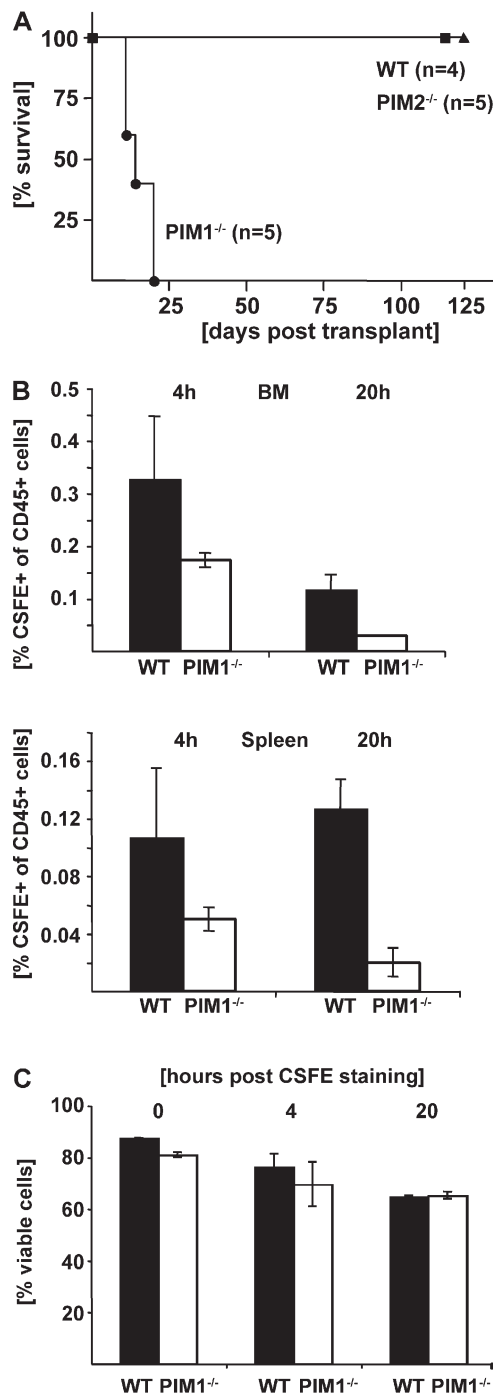 A
[% survival]
100
75
50
25
WT (n=4)
PIM2-/- (n=5)
PIM1-/- (n=5)
25 50 75 100 125
[days post transplant]
B
[% CSFE+ of CD45+ cells]
4h BM 20h
0.5
0.4
0.3
0.2
0.1
WT PIM1-/- WT PIM1-/-
[% CSFE+ of CD45+ cells]
4h Spleen 20h
0.16
0.12
0.08
0.04
WT PIM1-/- WT PIM1-/-
C
[hours post CSFE staining]
0 4 20
[% viable cells]
100
80
60
40
20
WT PIM1-/- WT PIM1-/- WT PIM1-/-